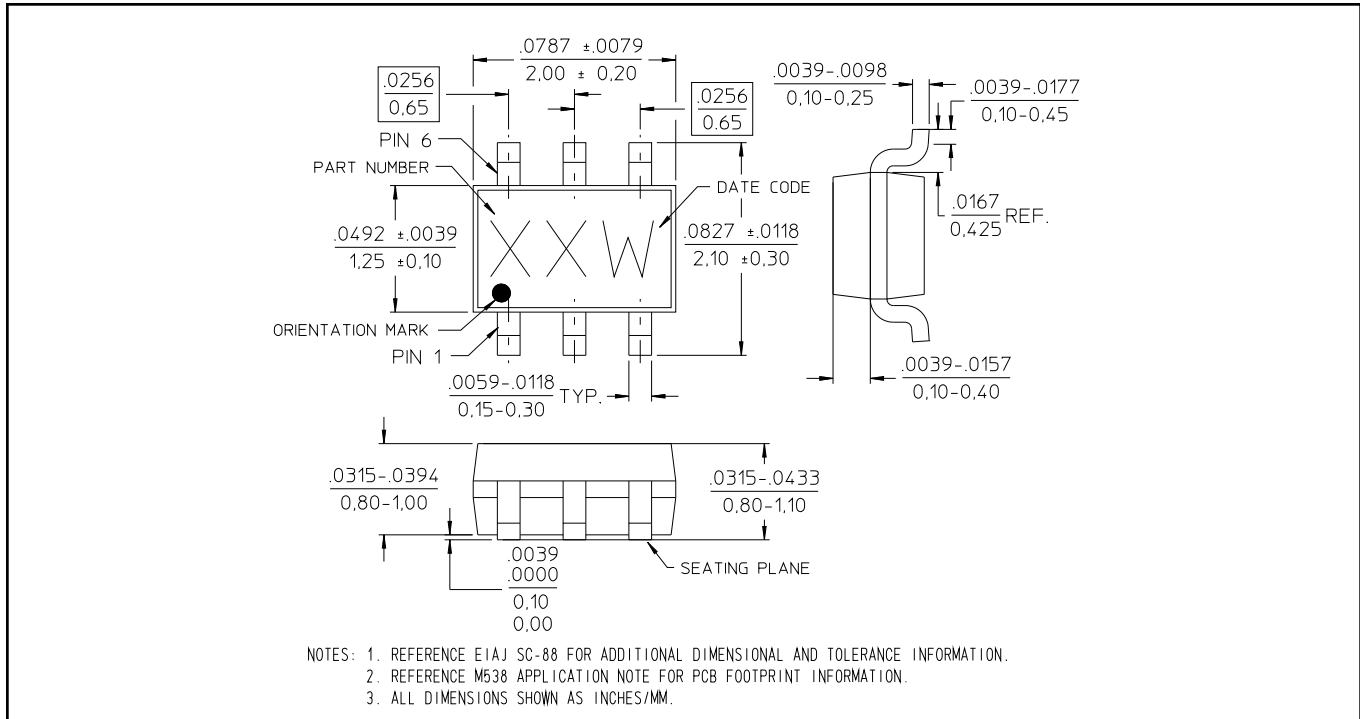 .0787 ±.0079
2,00 ± 0,20
.0256
0,65
.0256
0.65
.0039-.0098
0,10-0,25
.0039-.0177
0,10-0,45
PIN 6
PART NUMBER
DATE CODE
.0167
0,425
REF.
.0492 ±.0039
1,25 ±0,10
XXW
.0827 ±.0118
2,10 ±0,30
ORIENTATION MARK
PIN 1
.0059-.0118
0,15-0,30
TYP.
.0039-.0157
0,10-0,40
.0315-.0394
0,80-1,00
.0315-.0433
0,80-1,10
.0039
.0000
0,10
0,00
SEATING PLANE
NOTES: 1. REFERENCE EIAJ SC-88 FOR ADDITIONAL DIMENSIONAL AND TOLERANCE INFORMATION.
2. REFERENCE M538 APPLICATION NOTE FOR PCB FOOTPRINT INFORMATION.
3. ALL DIMENSIONS SHOWN AS INCHES/MM.